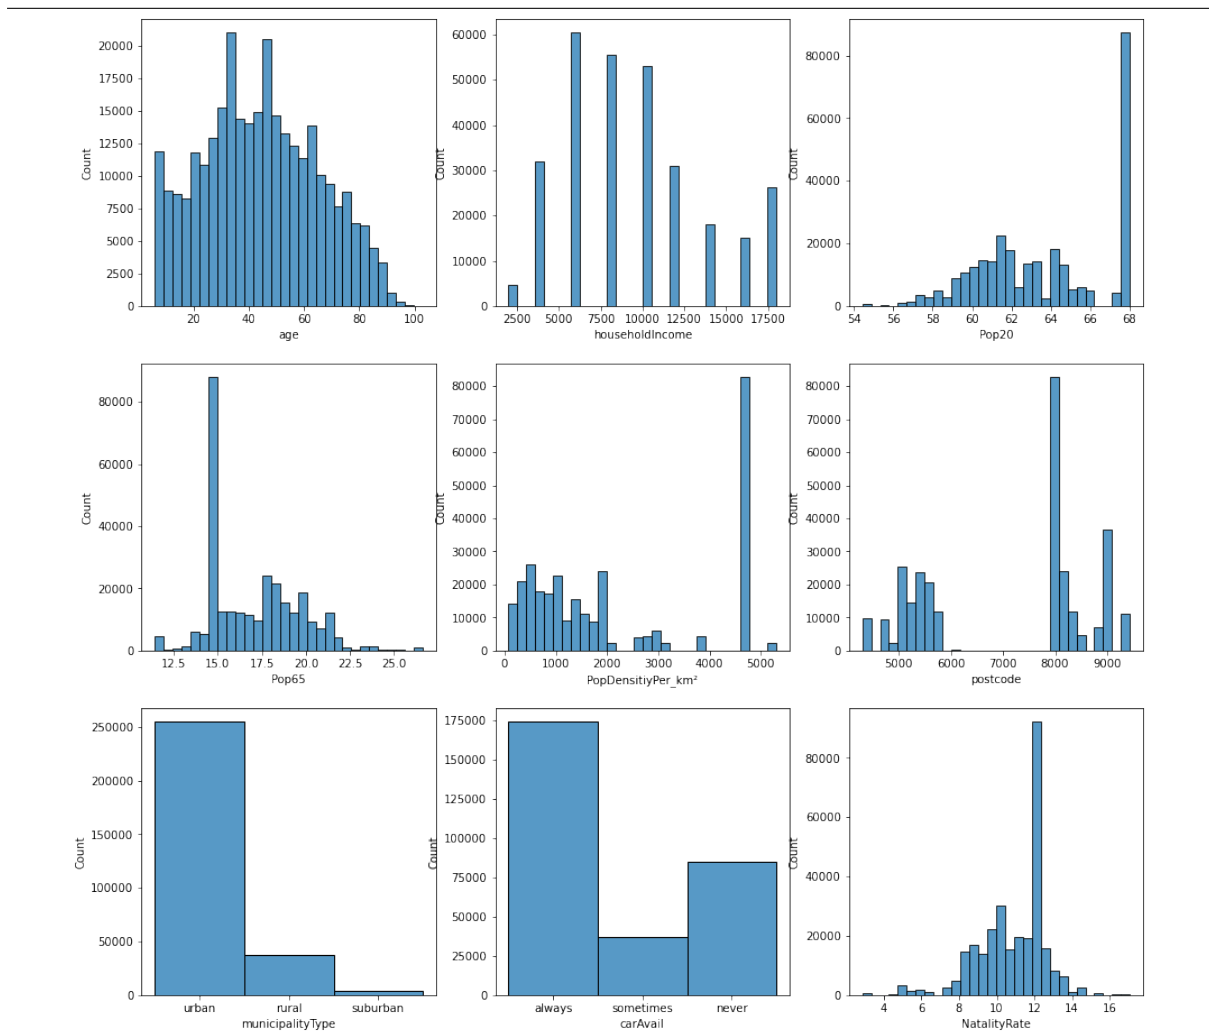 20000
17500
15000
12500
10000
7500
5000
2500
0
Count
20 40 60 80 100
age
60000
50000
40000
30000
20000
10000
0
Count
2500 5000 7500 10000 12500 15000 17500
householdIncome
80000
60000
40000
20000
0
Count
54 56 58 60 62 64 66 68
Pop20
80000
60000
40000
20000
0
Count
12.5 15.0 17.5 20.0 22.5 25.0
Pop65
80000
70000
60000
50000
40000
30000
20000
10000
0
Count
0 1000 2000 3000 4000 5000
PopDensitiyPer_km²
80000
70000
60000
50000
40000
30000
20000
10000
0
Count
5000 6000 7000 8000 9000
postcode
250000
200000
150000
100000
50000
0
Count
urban rural suburban
municipalityType
175000
150000
125000
100000
75000
50000
25000
0
Count
always sometimes never
carAvail
80000
60000
40000
20000
0
Count
4 6 8 10 12 14 16
NatalityRate